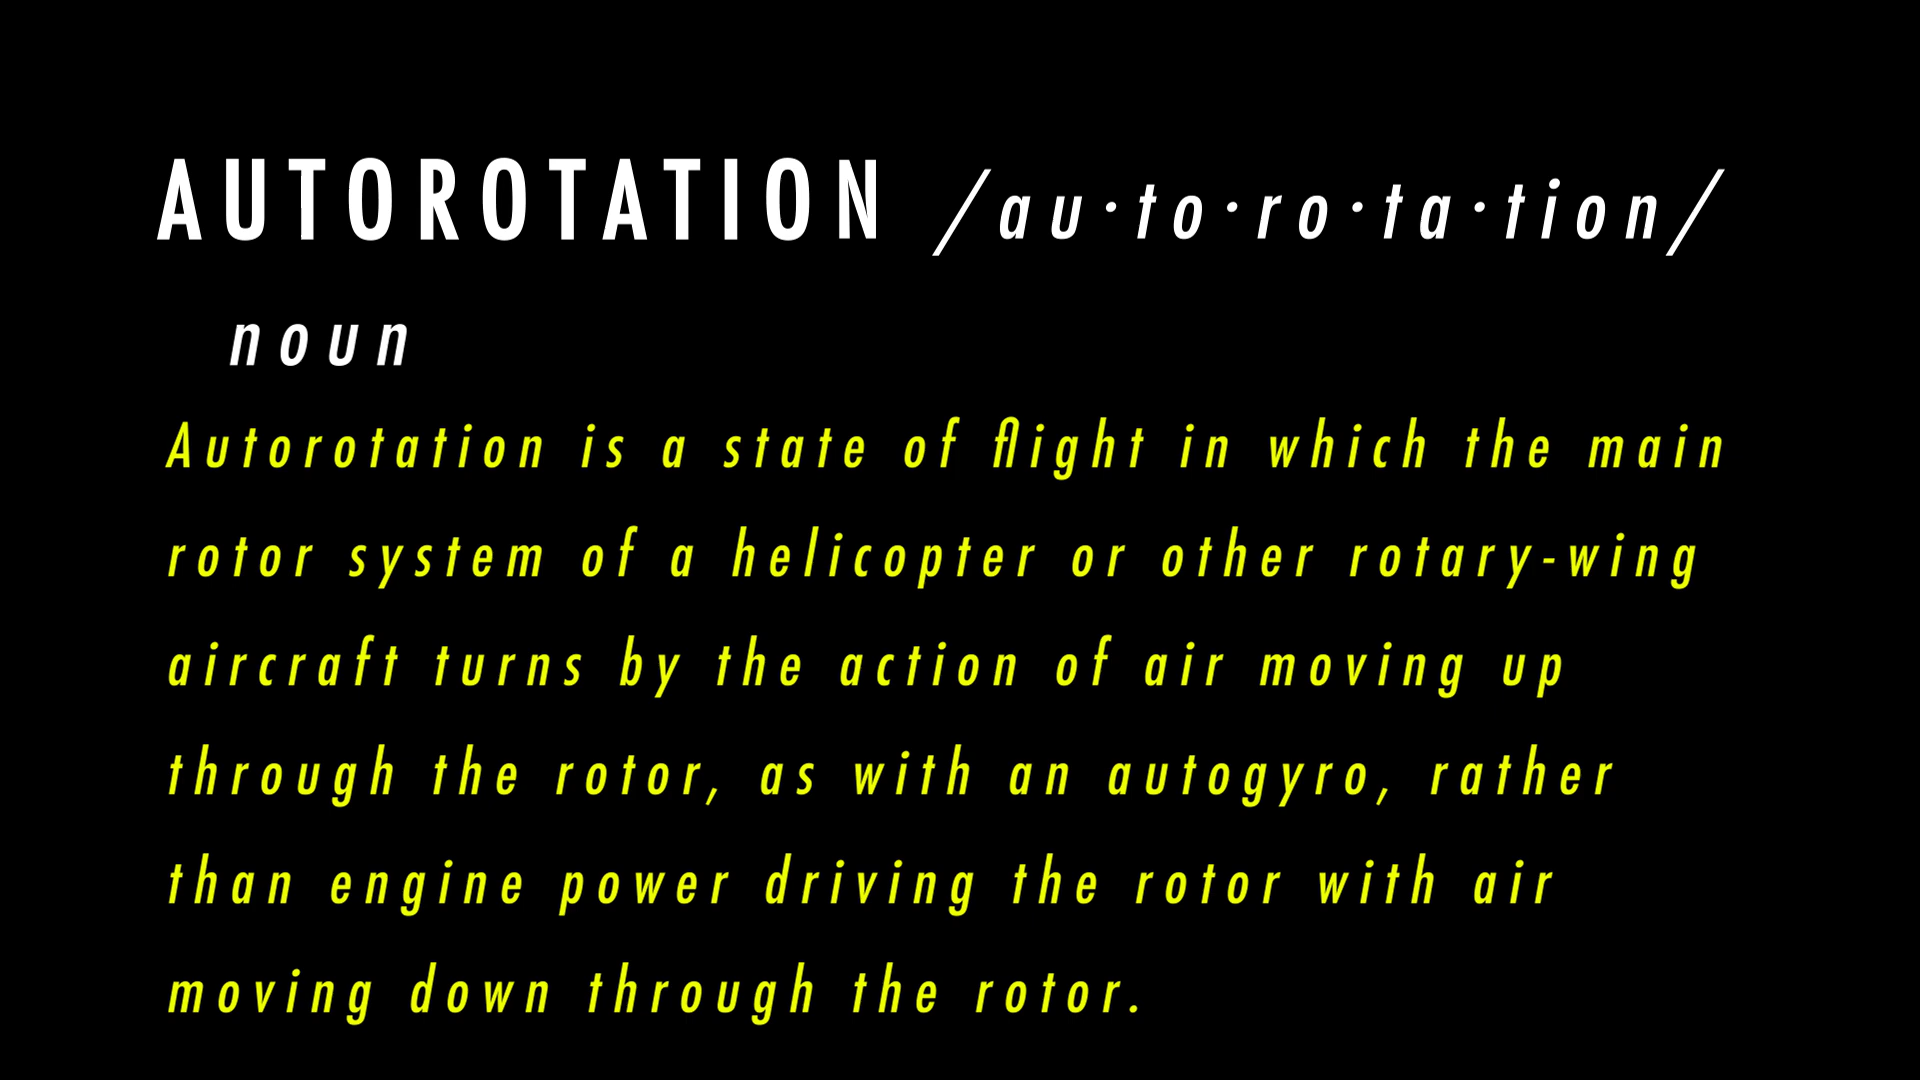 AUTOROTATION /au·to·ro·ta·tion/
noun
Autorotation is a state of flight in which the main
rotor system of a helicopter or other rotary-wing
aircraft turns by the action of air moving up
through the rotor, as with an autogyro, rather
than engine power driving the rotor with air
moving down through the rotor.